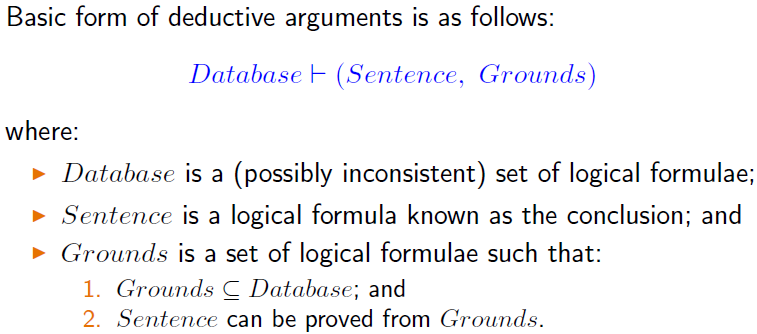 Basic form of deductive arguments is as follows:
Database ⊢ (Sentence, Grounds)
where:
▶ Database is a (possibly inconsistent) set of logical formulae;
▶ Sentence is a logical formula known as the conclusion; and
▶ Grounds is a set of logical formulae such that:
1. Grounds ⊆ Database; and
2. Sentence can be proved from Grounds.